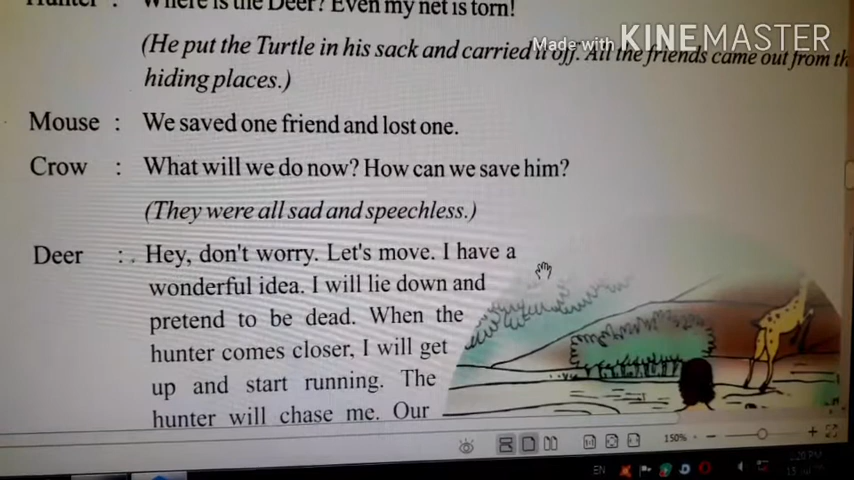 Hunter : Where is the Deer? Even my net is torn!
(He put the Turtle in his sack and carried it off. All the friends came out from
hiding places.)
Mouse : We saved one friend and lost one.
Crow : What will we do now? How can we save him?
(They were all sad and speechless.)
Deer : Hey, don't worry. Let's move. I have a
wonderful idea. I will lie down and
pretend to be dead. When the
hunter comes closer, I will get
up and start running. The
hunter will chase me. Our
Made with KINEMASTER
150%
EN